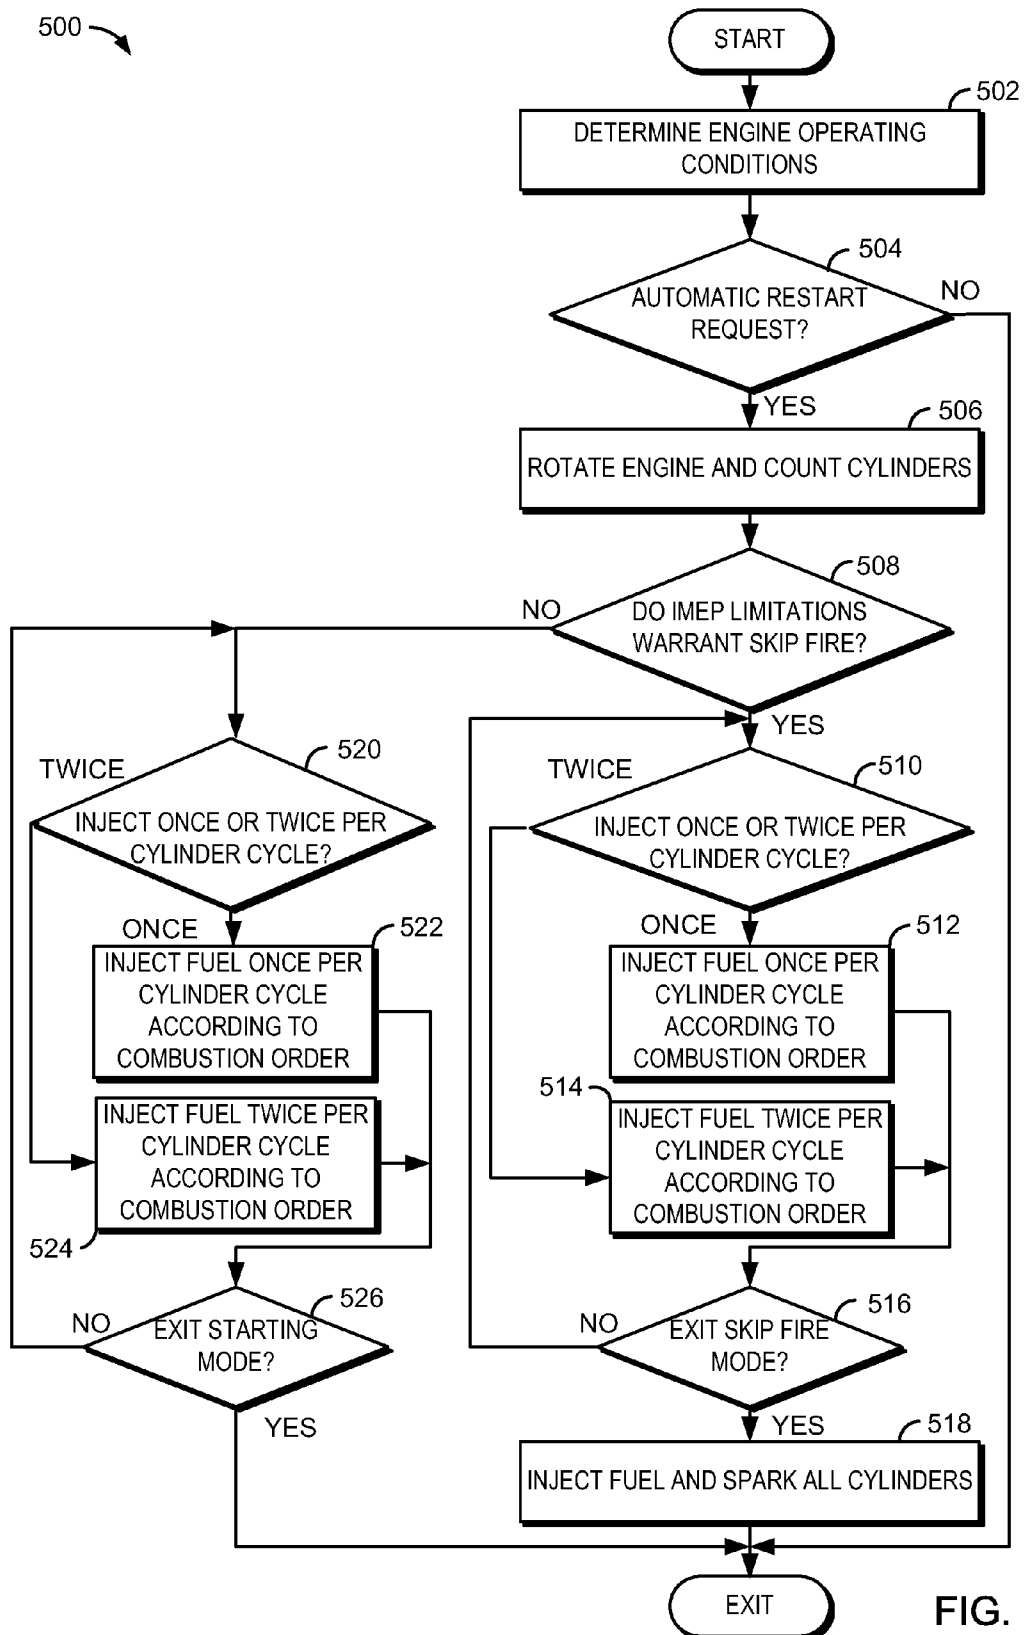 500
START
502
DETERMINE ENGINE OPERATING
CONDITIONS
504
AUTOMATIC RESTART
REQUEST?
NO
YES
506
ROTATE ENGINE AND COUNT CYLINDERS
508
DO IMEP LIMITATIONS
WARRANT SKIP FIRE?
NO
YES
520
TWICE
INJECT ONCE OR TWICE PER
CYLINDER CYCLE?
ONCE
522
INJECT FUEL ONCE PER
CYLINDER CYCLE
ACCORDING TO
COMBUSTION ORDER
INJECT FUEL TWICE PER
CYLINDER CYCLE
ACCORDING TO
COMBUSTION ORDER
524
526
NO
EXIT STARTING
MODE?
YES
510
TWICE
INJECT ONCE OR TWICE PER
CYLINDER CYCLE?
ONCE
512
INJECT FUEL ONCE PER
CYLINDER CYCLE
ACCORDING TO
COMBUSTION ORDER
514
INJECT FUEL TWICE PER
CYLINDER CYCLE
ACCORDING TO
COMBUSTION ORDER
516
NO
EXIT SKIP FIRE
MODE?
YES
518
INJECT FUEL AND SPARK ALL CYLINDERS
EXIT
FIG.